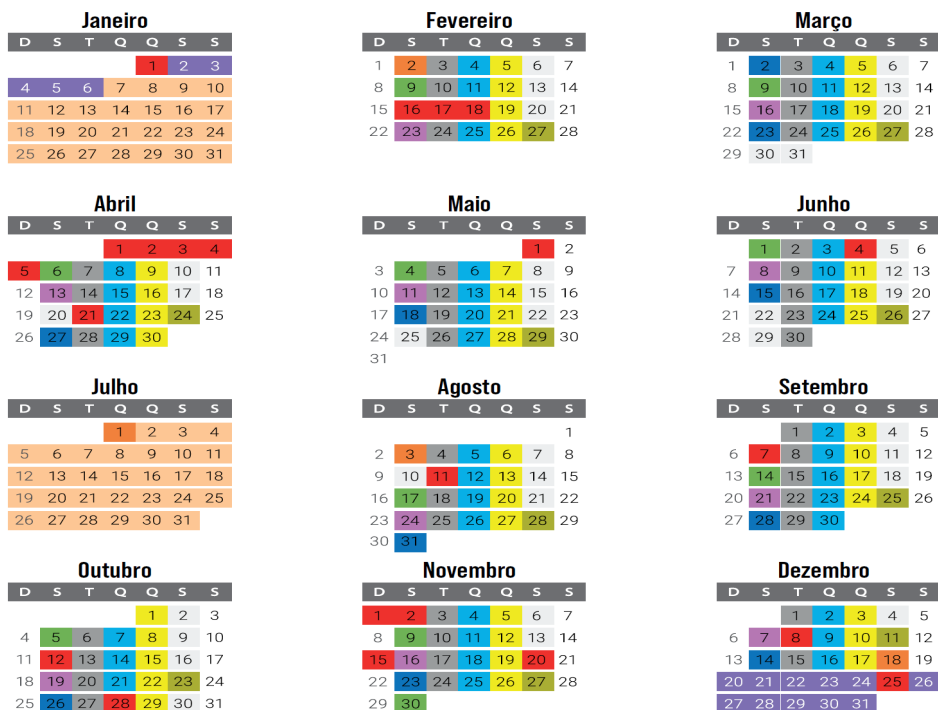 Janeiro Fevereiro Março
D S T Q Q S S D S T Q Q S S D S T Q Q S S
1 2 3 1 2 3 4 5 6 7 1 2 3 4 5 6 7
4 5 6 7 8 9 10 8 9 10 11 12 13 14 8 9 10 11 12 13 14
11 12 13 14 15 16 17 15 16 17 18 19 20 21 15 16 17 18 19 20 21
18 19 20 21 22 23 24 22 23 24 25 26 27 28 22 23 24 25 26 27 28
25 26 27 28 29 30 31 29 30 31
Abril Maio Junho
D S T Q Q S S D S T Q Q S S D S T Q Q S S
1 2 3 4 1 2 1 2 3 4 5 6
5 6 7 8 9 10 11 3 4 5 6 7 8 9 7 8 9 10 11 12 13
12 13 14 15 16 17 18 10 11 12 13 14 15 16 14 15 16 17 18 19 20
19 20 21 22 23 24 25 17 18 19 20 21 22 23 21 22 23 24 25 26 27
26 27 28 29 30 24 25 26 27 28 29 30 28 29 30
31
Julho Agosto Setembro
D S T Q Q S S D S T Q Q S S D S T Q Q S S
1 2 3 4 1 1 2 3 4 5
5 6 7 8 9 10 11 2 3 4 5 6 7 8 6 7 8 9 10 11 12
12 13 14 15 16 17 18 9 10 11 12 13 14 15 13 14 15 16 17 18 19
19 20 21 22 23 24 25 16 17 18 19 20 21 22 20 21 22 23 24 25 26
26 27 28 29 30 31 23 24 25 26 27 28 29 27 28 29 30
30 31
Outubro Novembro Dezembro
D S T Q Q S S D S T Q Q S S D S T Q Q S S
1 2 3 1 2 3 4 5 6 7 1 2 3 4 5
4 5 6 7 8 9 10 8 9 10 11 12 13 14 6 7 8 9 10 11 12
11 12 13 14 15 16 17 15 16 17 18 19 20 21 13 14 15 16 17 18 19
18 19 20 21 22 23 24 22 23 24 25 26 27 28 20 21 22 23 24 25 26
25 26 27 28 29 30 31 29 30 27 28 29 30 31